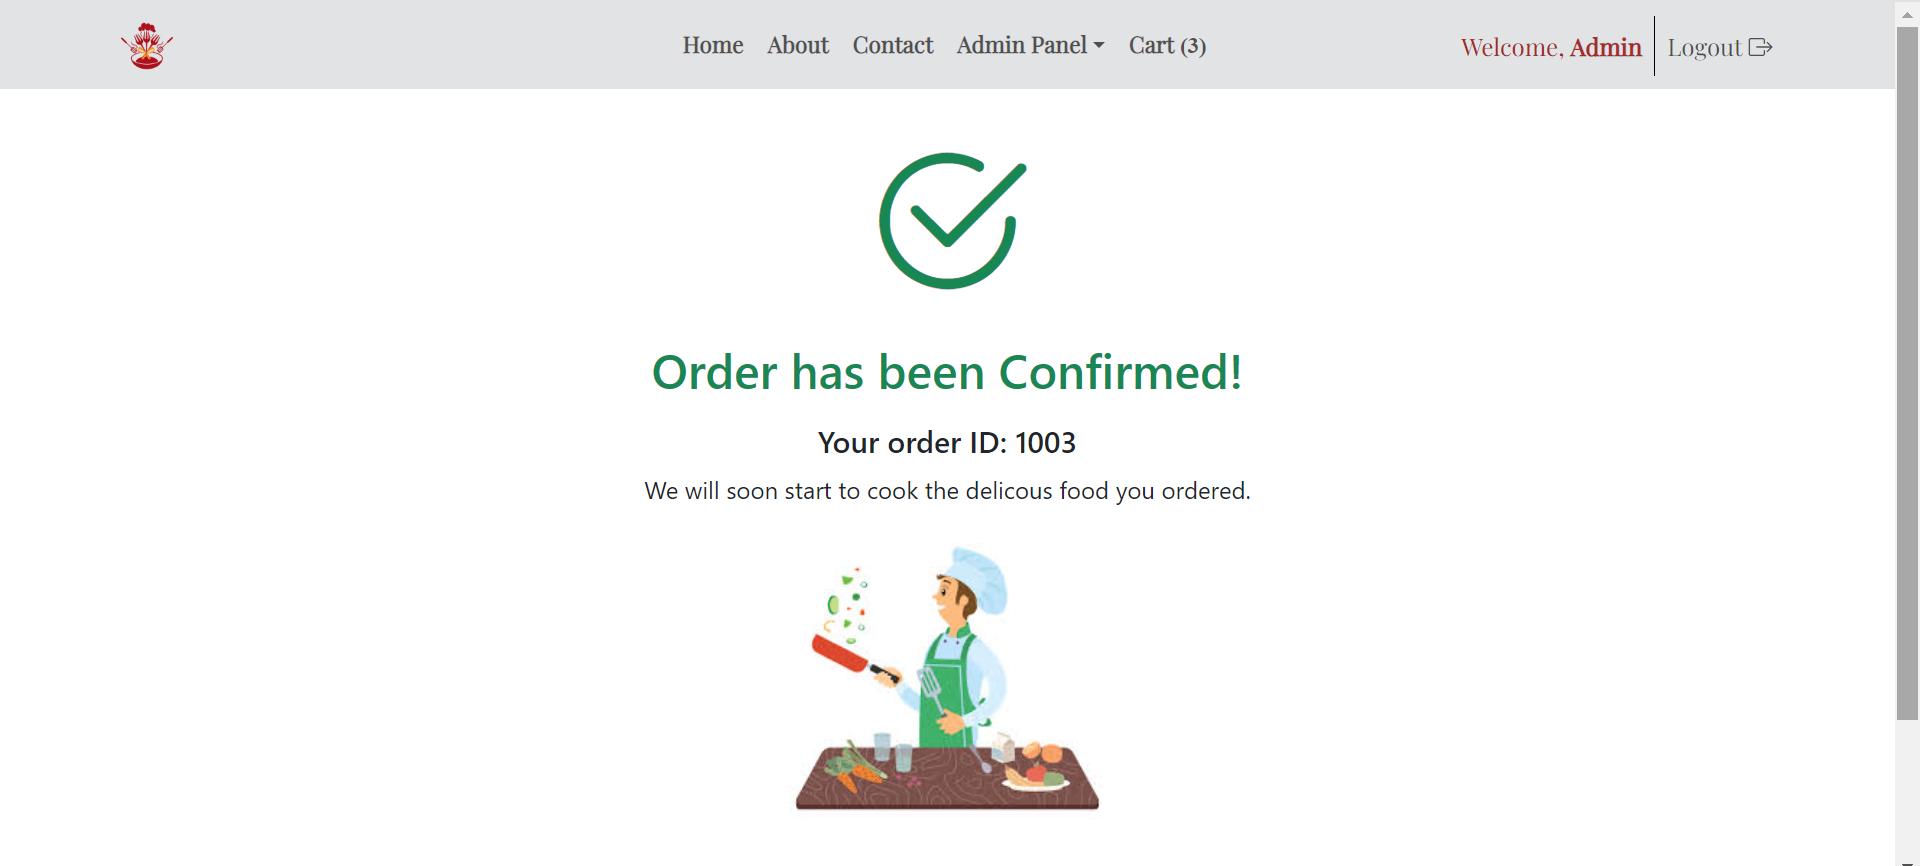 Home About Contact Admin Panel Cart (3) Welcome, Admin Logout
Order has been Confirmed!
Your order ID: 1003
We will soon start to cook the delicous food you ordered.